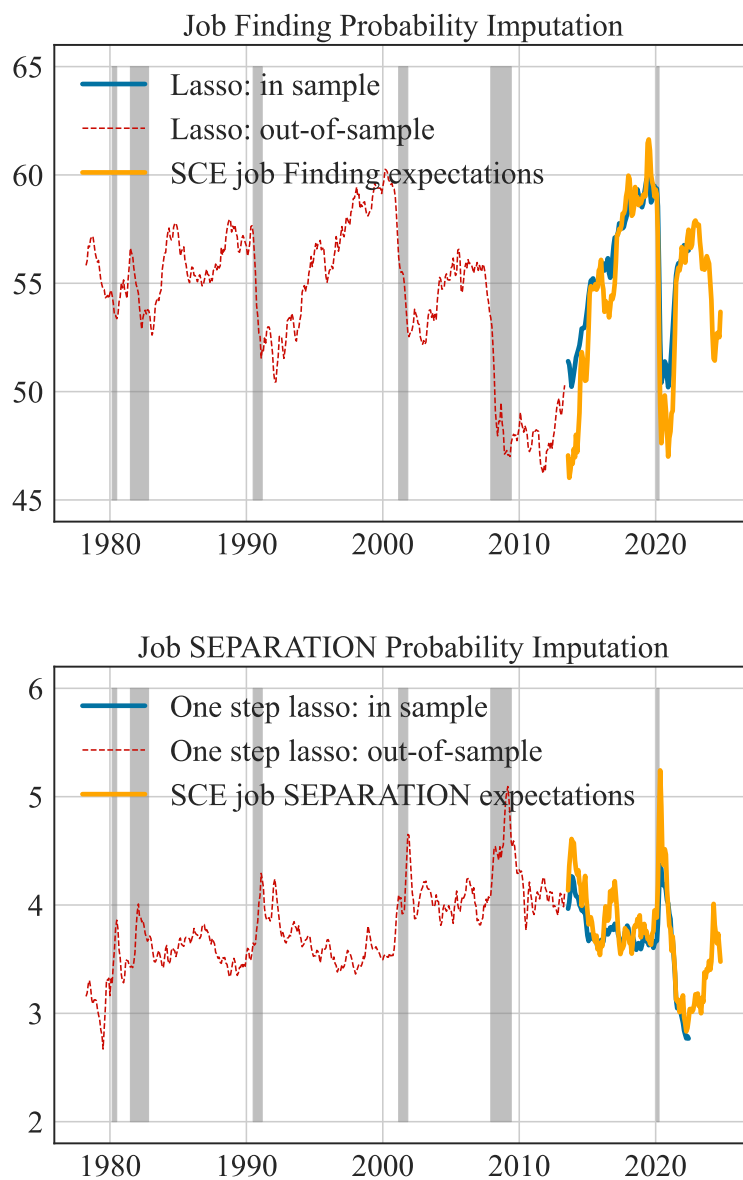 Job Finding Probability Imputation
65
60
55
50
45
Lasso: in sample
Lasso: out-of-sample
SCE job Finding expectations
1980 1990 2000 2010 2020
Job SEPARATION Probability Imputation
6
5
4
3
2
One step lasso: in sample
One step lasso: out-of-sample
SCE job SEPARATION expectations
1980 1990 2000 2010 2020